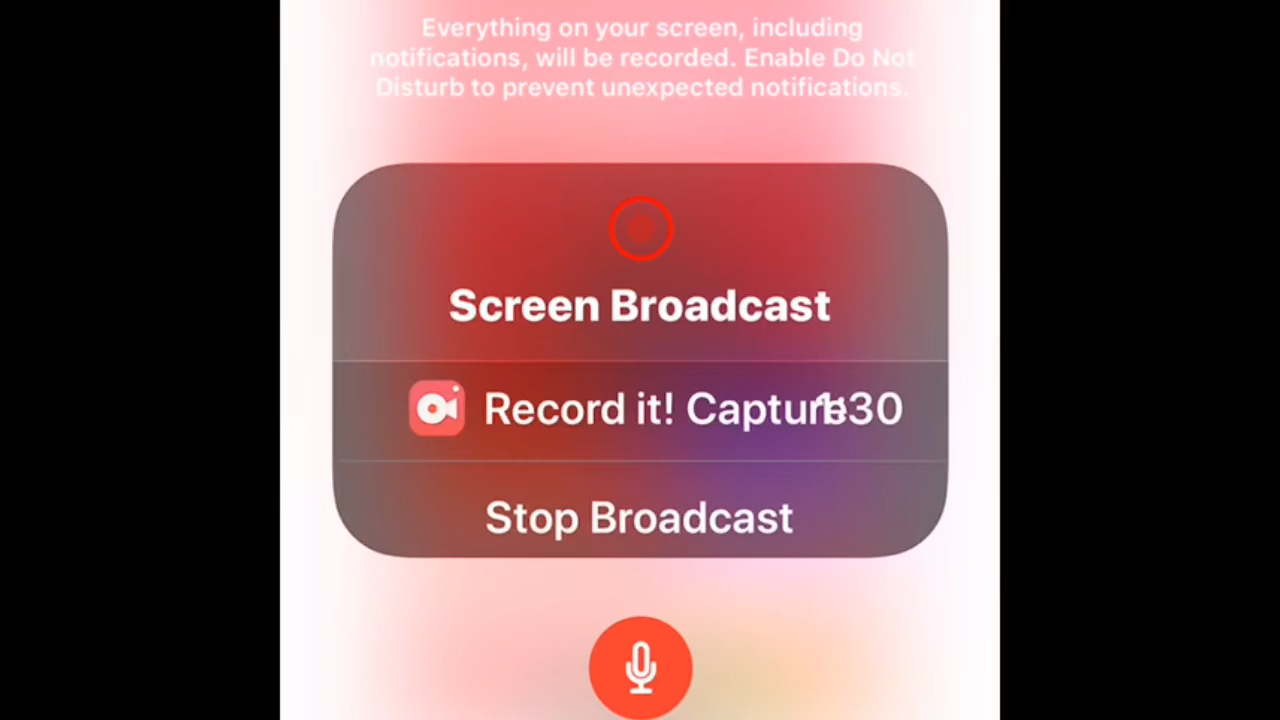 Everything on your screen, including
notifications, will be recorded. Enable Do Not
Disturb to prevent unexpected notifications.
Screen Broadcast
Record it! Capture 1:30
Stop Broadcast